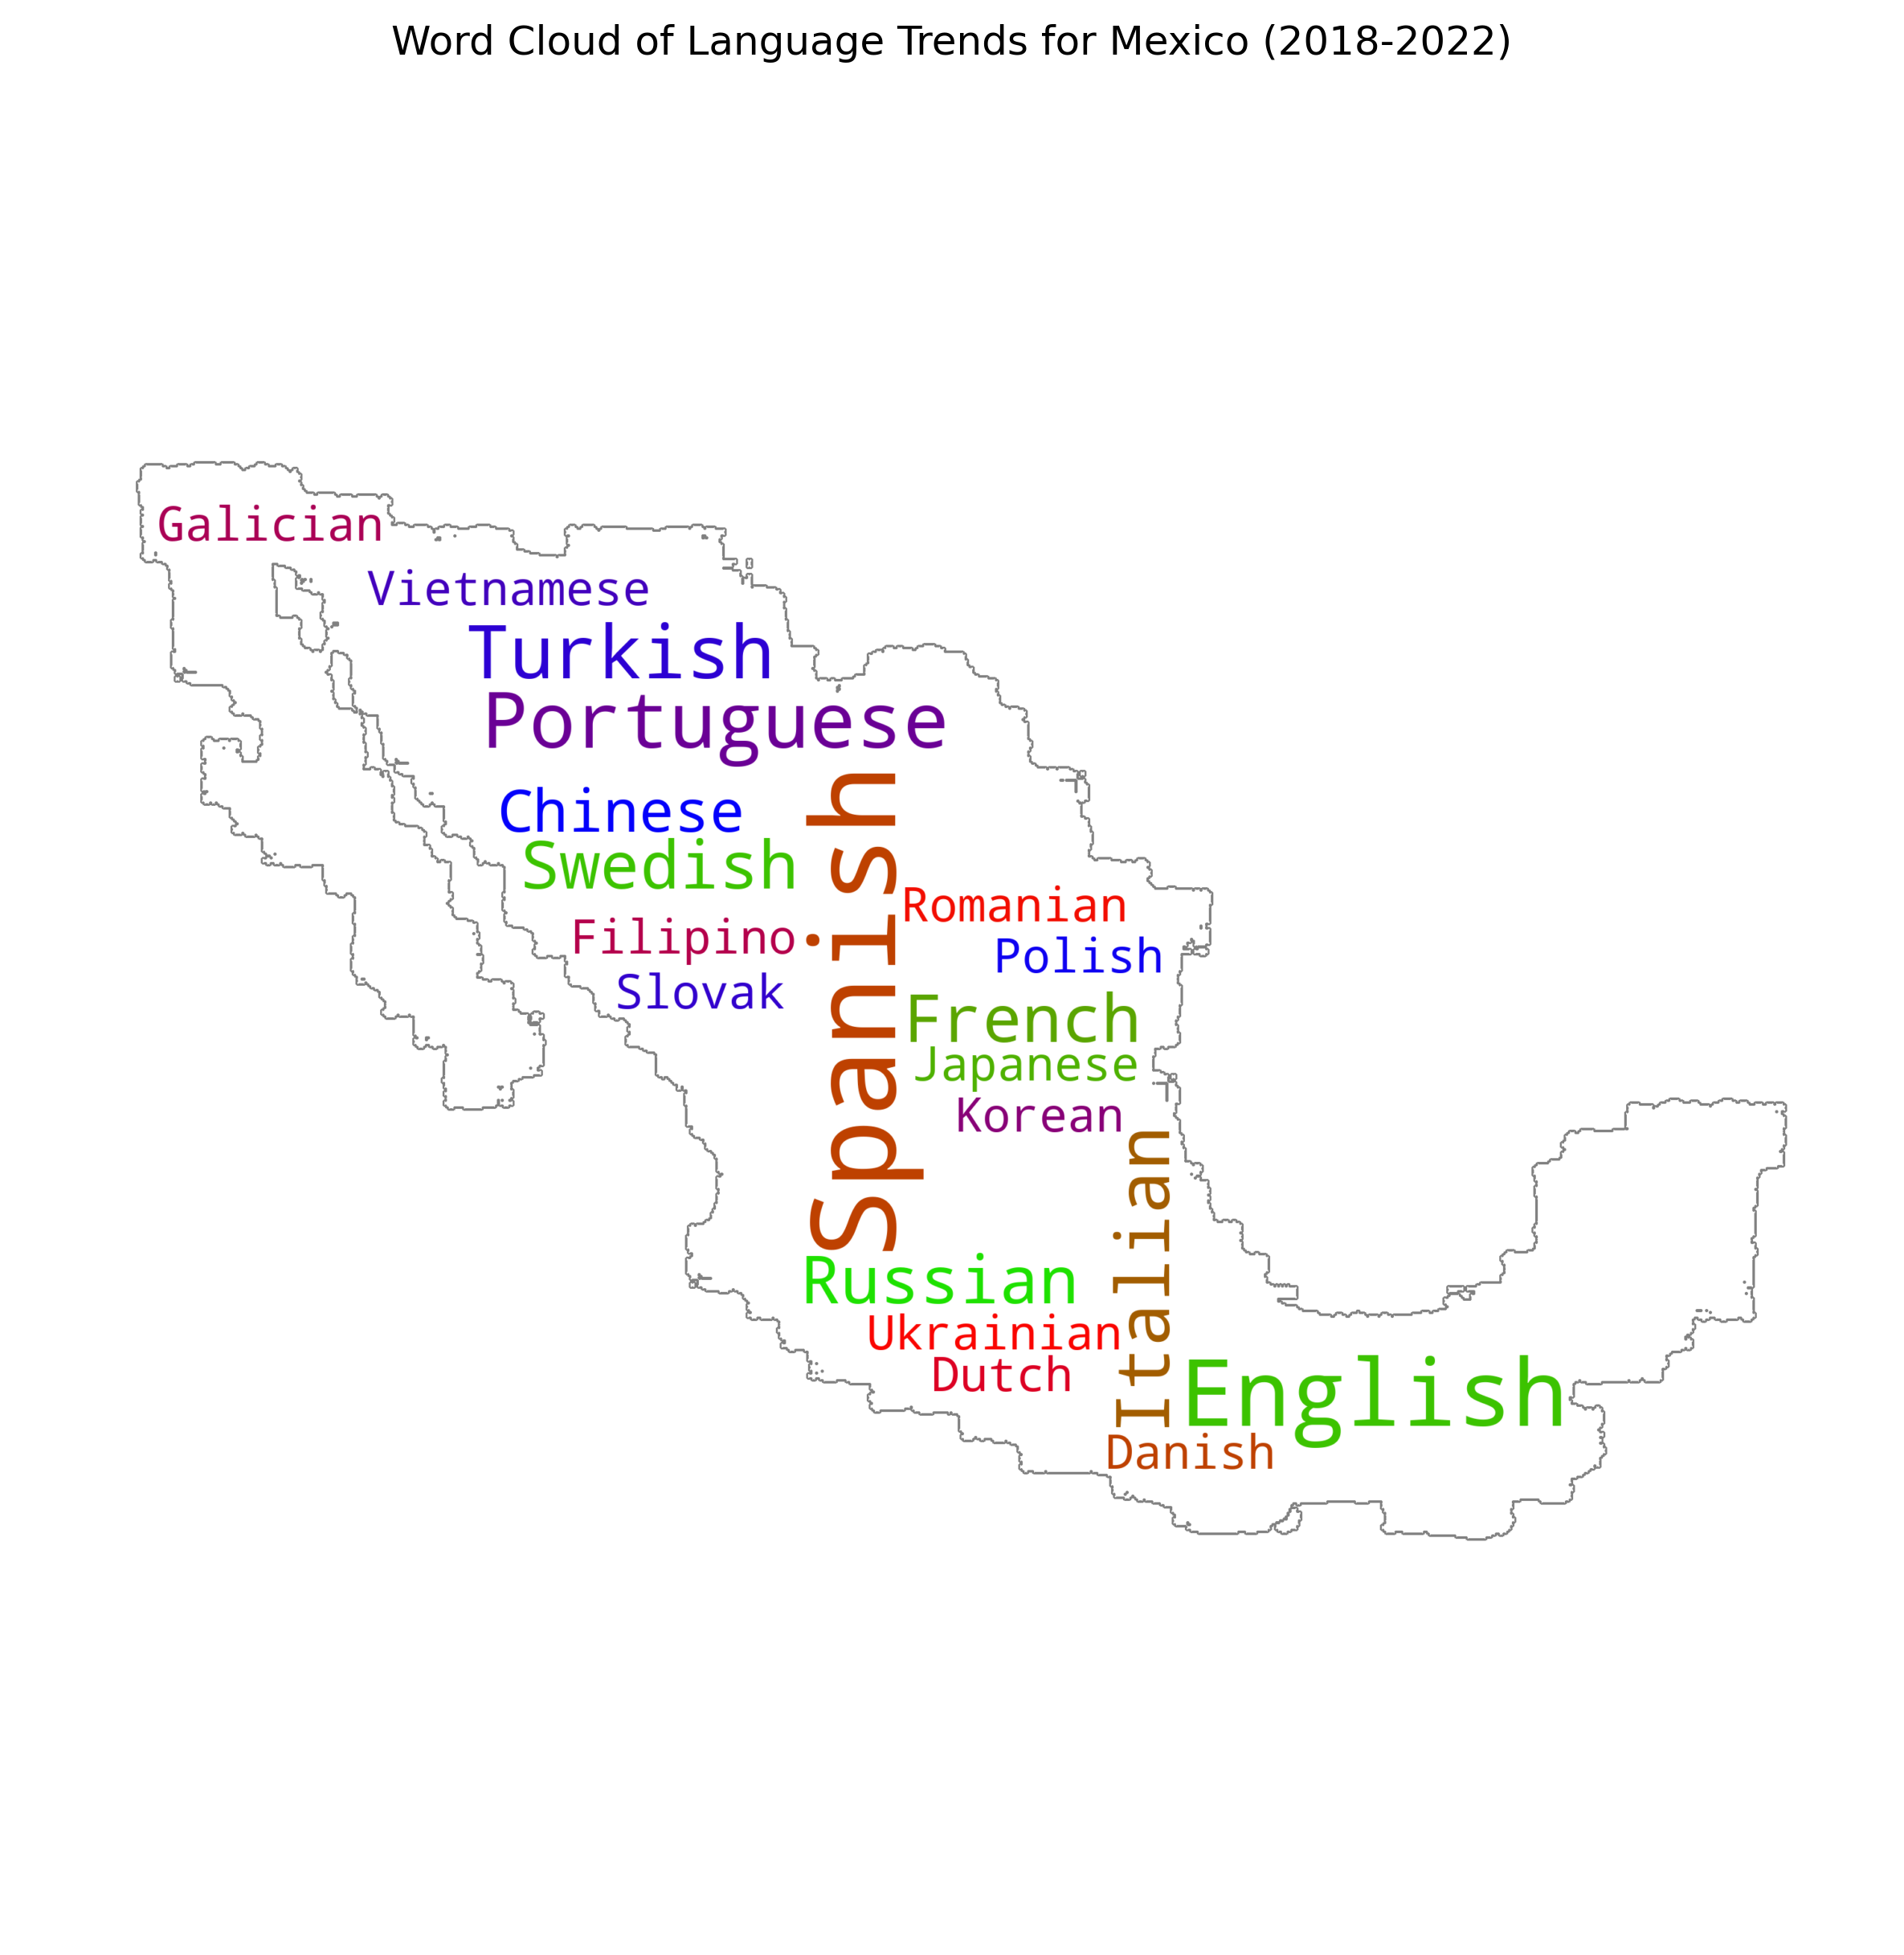 Word Cloud of Language Trends for Mexico (2018-2022)
Galician
Vietnamese
Turkish
Portuguese
Chinese
Swedish
Spanish
Romanian
Filipino
Polish
Slovak
French
Japanese
Korean
Italian
Russian
Ukrainian
Dutch
English
Danish